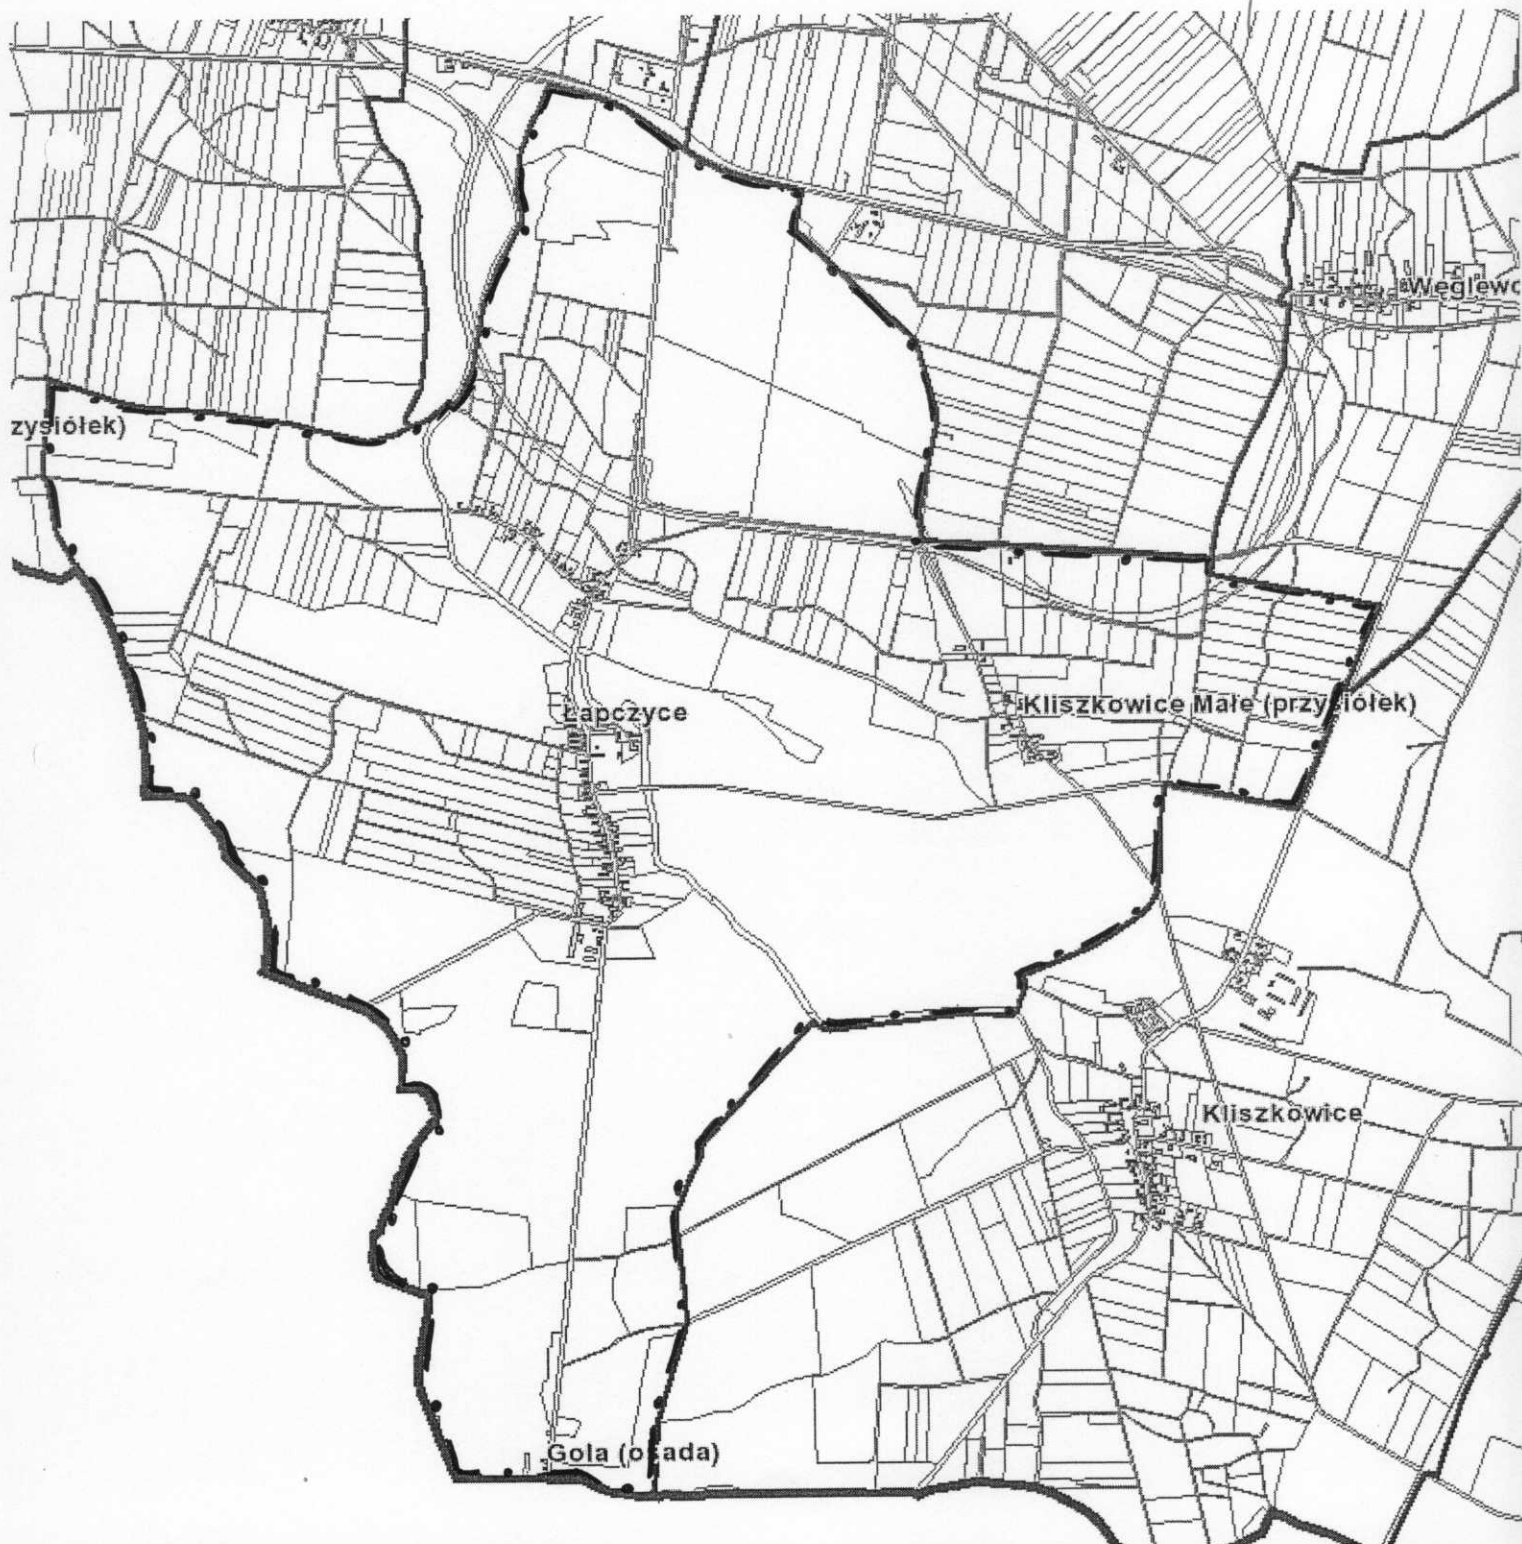 Węglewo
zysiółek)
Kliszkowice Małe (przysiółek)
Łapczyce
Kliszkowice
Gola (osada)